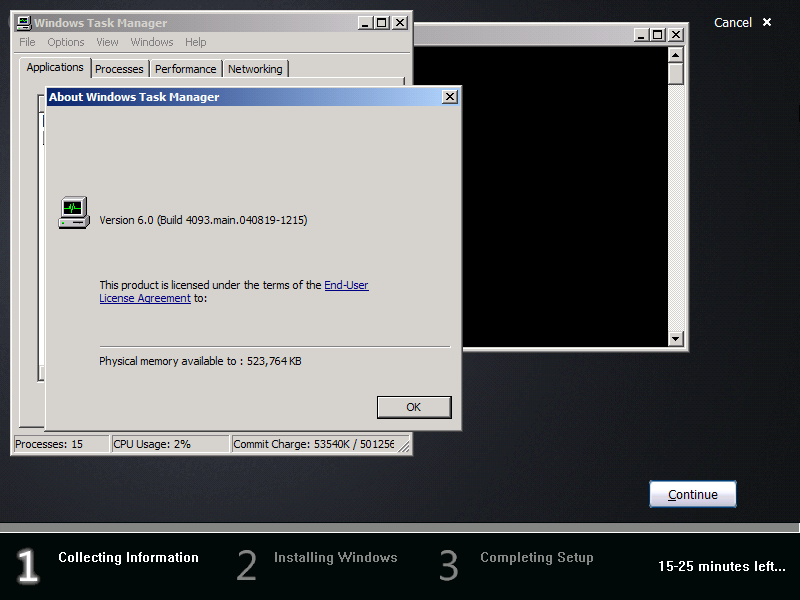 Windows Task Manager
Cancel
File Options View Windows Help
Applications Processes Performance Networking
About Windows Task Manager
Version 6.0 (Build 4093.main.040819-1215)
This product is licensed under the terms of the End-User
License Agreement to:
Physical memory available to : 523,764 KB
OK
Processes: 15 CPU Usage: 2% Commit Charge: 53540K / 501256
Continue
1 Collecting Information 2 Installing Windows 3 Completing Setup
15-25 minutes left...